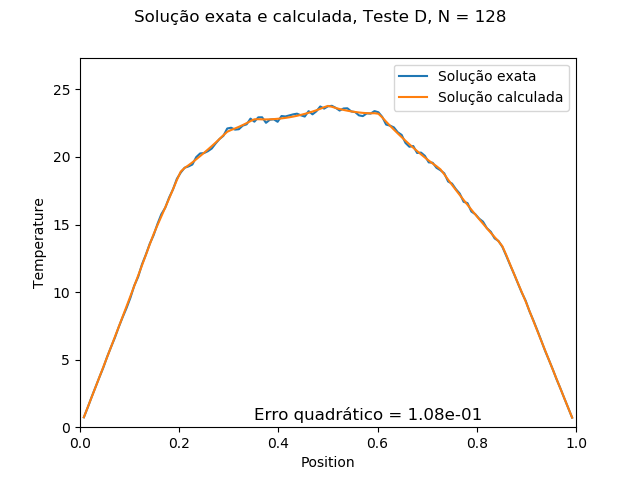 Solução exata e calculada, Teste D, N = 128
Solução exata
Solução calculada
25
20
15
10
5
0
Temperature
Erro quadrático = 1.08e-01
0.0 0.2 0.4 0.6 0.8 1.0
Position